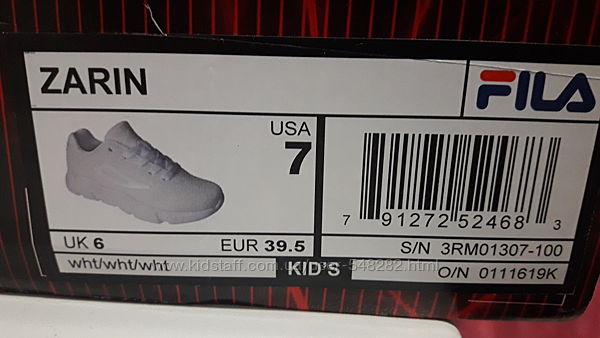 ZARIN
FILA
USA
7
UK 6
EUR 39.5
wht/wht/wht
KID'S
7 91272 52468 3
S/N 3RM01307-100
O/N 0111619K